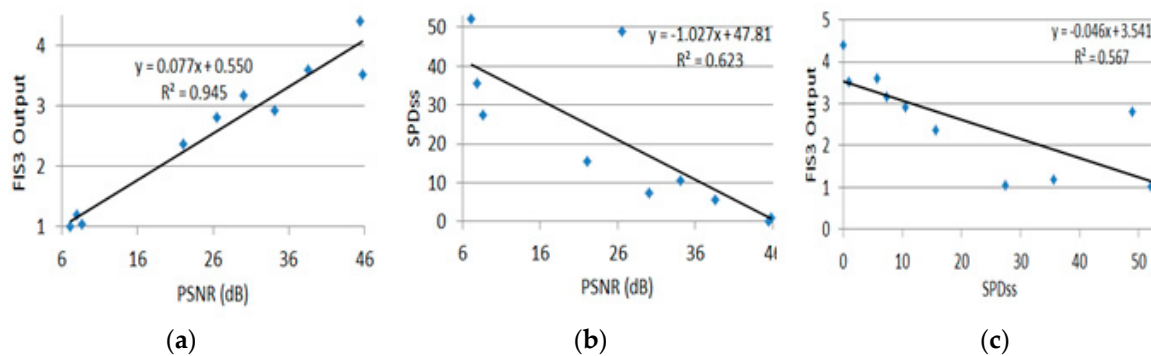 FIS3 Output
4
3
2
1
y = 0.077x + 0.550
R² = 0.945
6 16 26 36 46
PSNR (dB)
(a)
SPDss
50
40
30
20
10
0
y = -1.027x + 47.81
R² = 0.623
6 16 26 36 46
PSNR (dB)
(b)
FIS3 Output
5
4
3
2
1
0
y = -0.046x + 3.541
R² = 0.567
0 10 20 30 40 50
SPDss
(c)